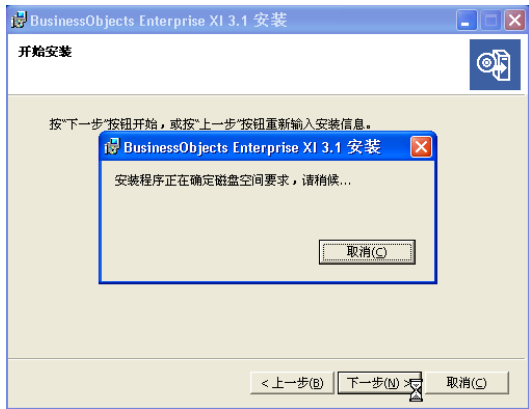 BusinessObjects Enterprise XI 3.1 安装
开始安装
按"下一步"按钮开始，或按"上一步"按钮重新输入安装信息。
BusinessObjects Enterprise XI 3.1 安装
安装程序正在确定磁盘空间要求，请稍候...
取消(C)
< 上一步(B) 下一步(N) > 取消(C)